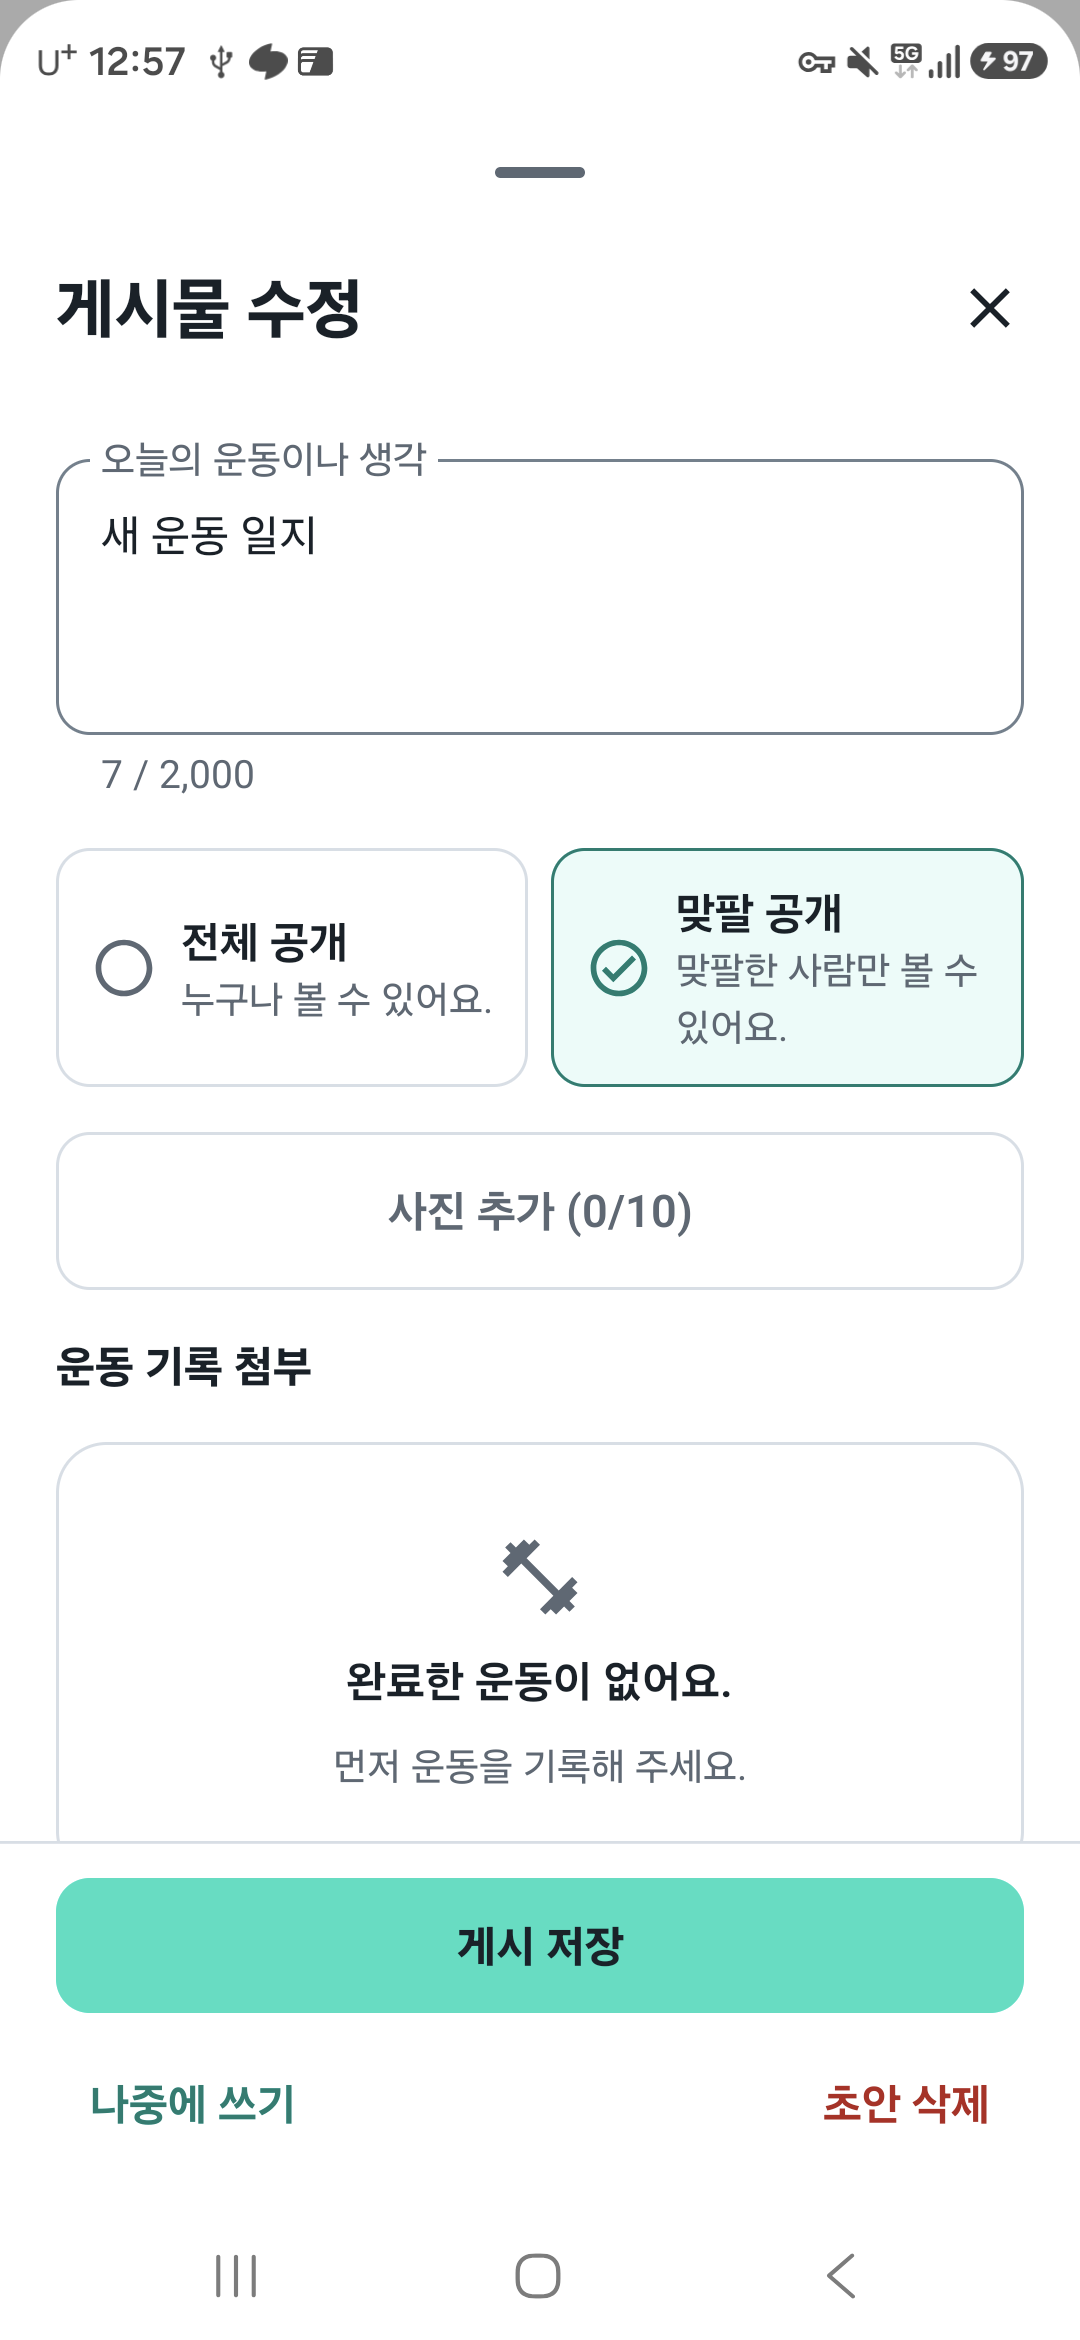 U+ 12:57 5G 97
게시물 수정
오늘의 운동이나 생각
새 운동 일지
7 / 2,000
전체 공개
누구나 볼 수 있어요.
맞팔 공개
맞팔한 사람만 볼 수
있어요.
사진 추가 (0/10)
운동 기록 첨부
완료한 운동이 없어요.
먼저 운동을 기록해 주세요.
게시 저장
나중에 쓰기
초안 삭제